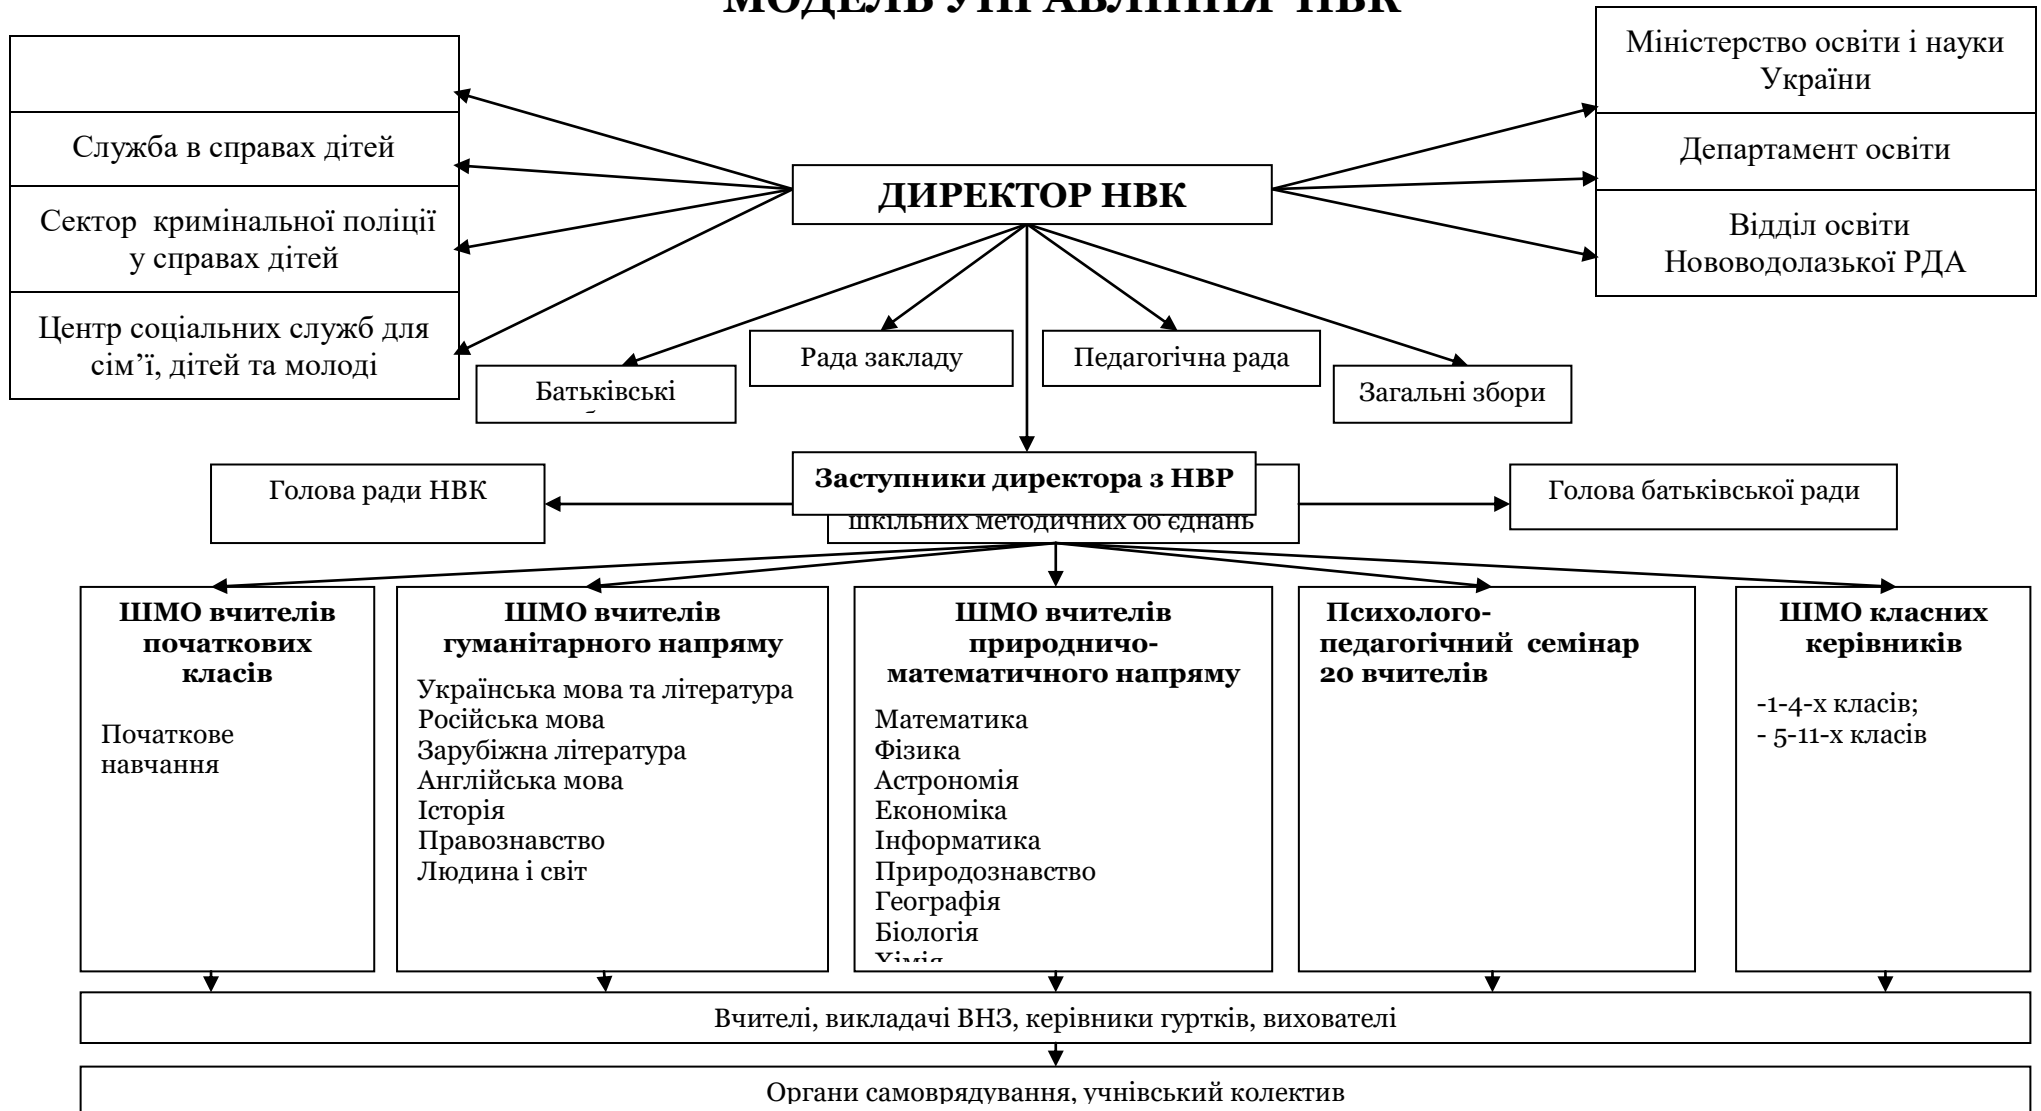 МОДЕЛЬ УПРАВЛІННЯ НВК
Міністерство освіти і науки
України
Служба в справах дітей
Департамент освіти
ДИРЕКТОР НВК
Сектор кримінальної поліції
у справах дітей
Відділ освіти
Нововодолазької РДА
Центр соціальних служб для
сім’ї, дітей та молоді
Рада закладу
Педагогічна рада
Батьківські
Загальні збори
Заступники директора з НВР
Голова ради НВК
Голова батьківської ради
шкільних методичних об єднань
ШМО вчителів
початкових
класів
Початкове
навчання
ШМО вчителів
гуманітарного напряму
Українська мова та література
Російська мова
Зарубіжна література
Англійська мова
Історія
Правознавство
Людина і світ
ШМО вчителів
природничо-
математичного напряму
Математика
Фізика
Астрономія
Економіка
Інформатика
Природознавство
Географія
Біологія
Хімія
Психолого-
педагогічний семінар
20 вчителів
ШМО класних
керівників
-1-4-х класів;
- 5-11-х класів
Вчителі, викладачі ВНЗ, керівники гуртків, вихователі
Органи самоврядування, учнівський колектив